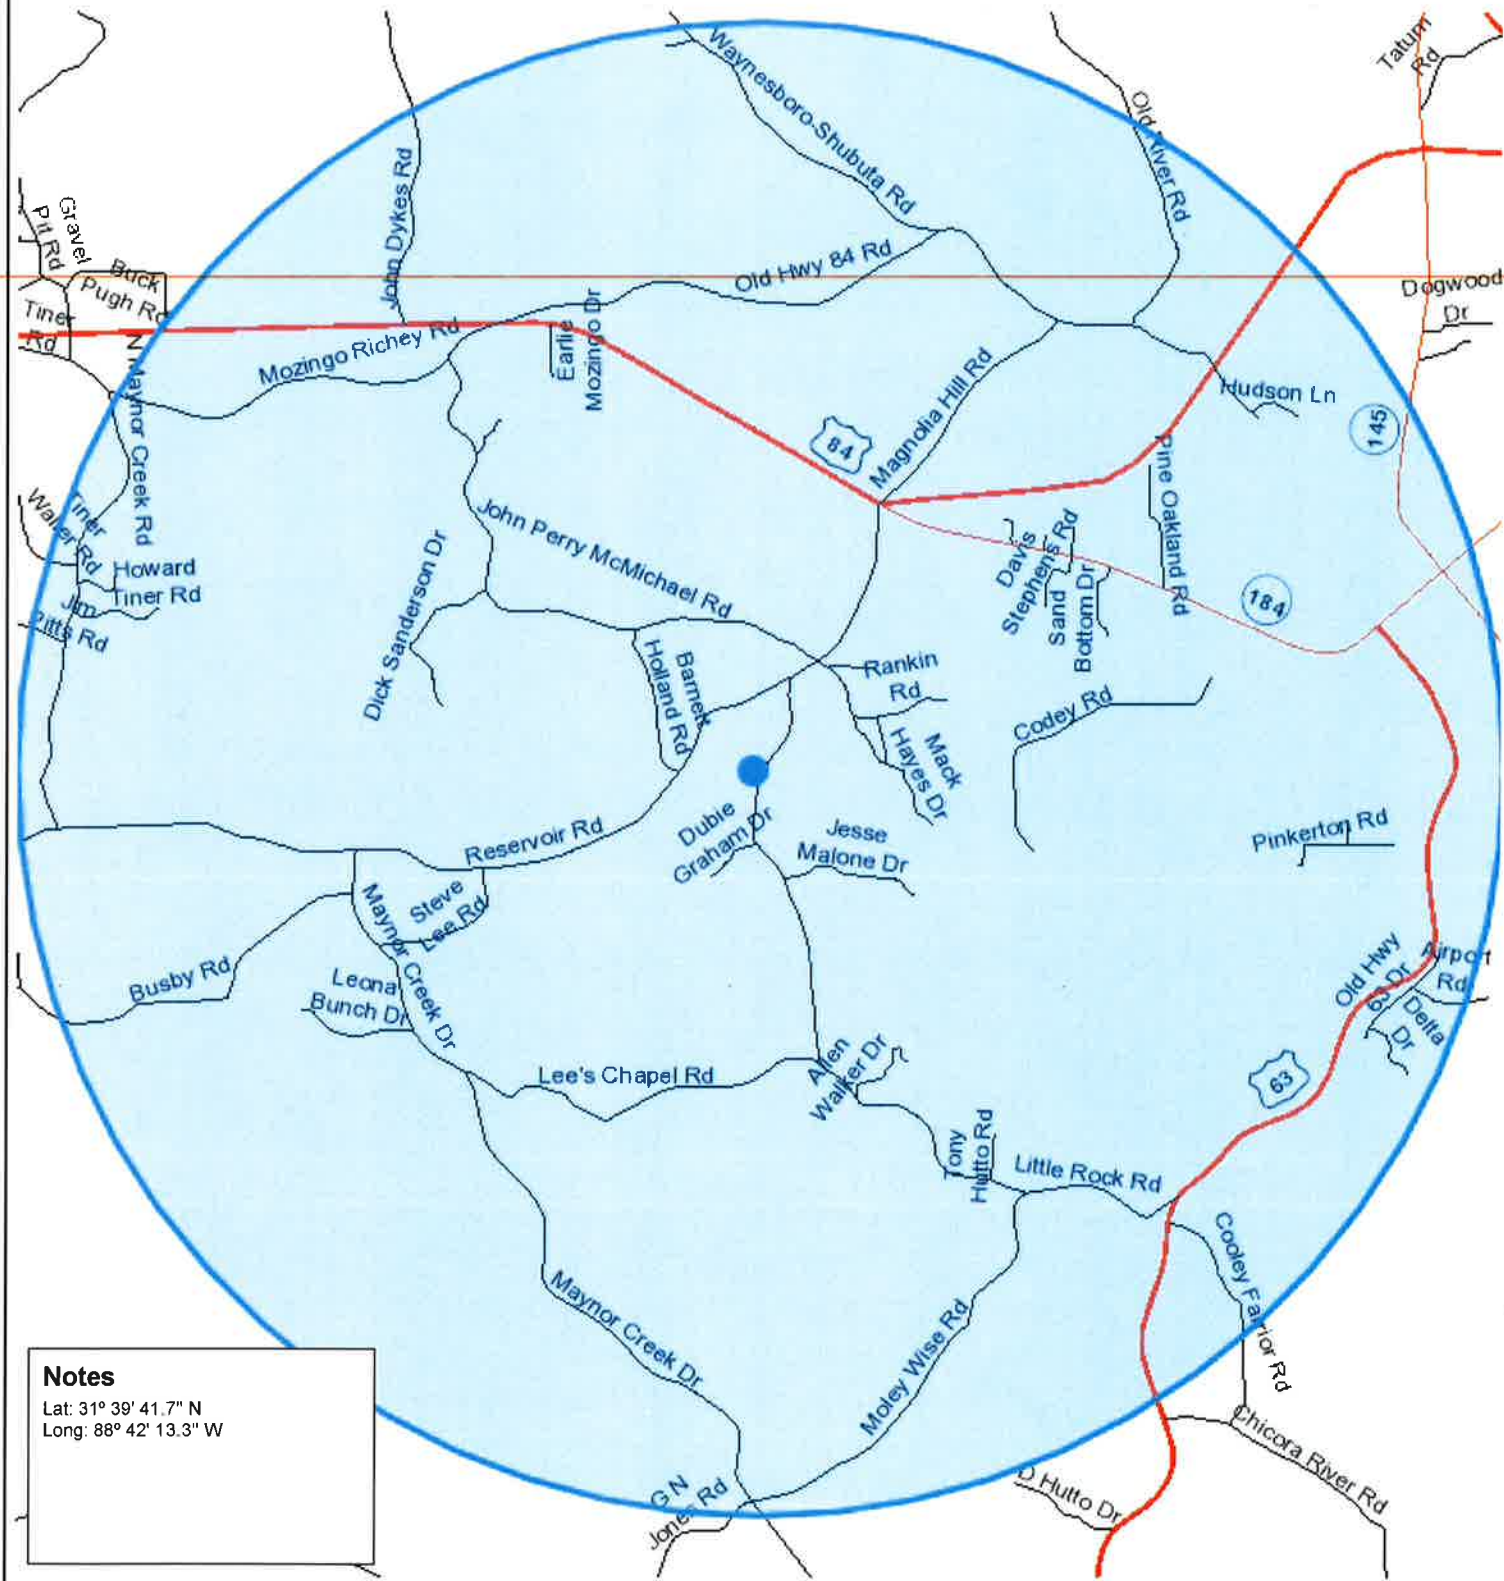 Tatum
Rd
Waynesboro-Shubuta Rd
Old River Rd
John Dykes Rd
Gravel
Pit Rd
Buck
Pugh Rd
Old Hwy 84 Rd
Dogwood
Dr
Tiner
Rd
Mozingo Richey Rd
Earlie
Mozingo Dr
N Maynor Creek Rd
Magnolia Hill Rd
Hudson Ln
84
145
Pine Oakland Rd
Tiner
Walker Rd
John Perry McMichael Rd
Howard
Tiner Rd
Jim
Pitts Rd
Dick Sanderson Dr
Davis
Stephens Rd
Sand
Bottom Dr
184
Barnett
Holland Rd
Rankin
Rd
Codey Rd
Mack
Hayes Dr
Reservoir Rd
Dubie
Graham Dr
Jesse
Malone Dr
Pinkerton Rd
Steve
Lee Rd
Maynor Creek Dr
Busby Rd
Leona
Bunch Dr
Old Hwy
63 Dr
Airport
Rd
Delta
Dr
63
Lee's Chapel Rd
Allen
Walker Dr
Tony
Hutto Rd
Little Rock Rd
Cooley Farrior Rd
Maynor Creek Dr
Moley Wise Rd
Chicora River Rd
G N
Jones Rd
D Hutto Dr
Notes
Lat: 31º 39' 41.7" N
Long: 88º 42' 13.3" W